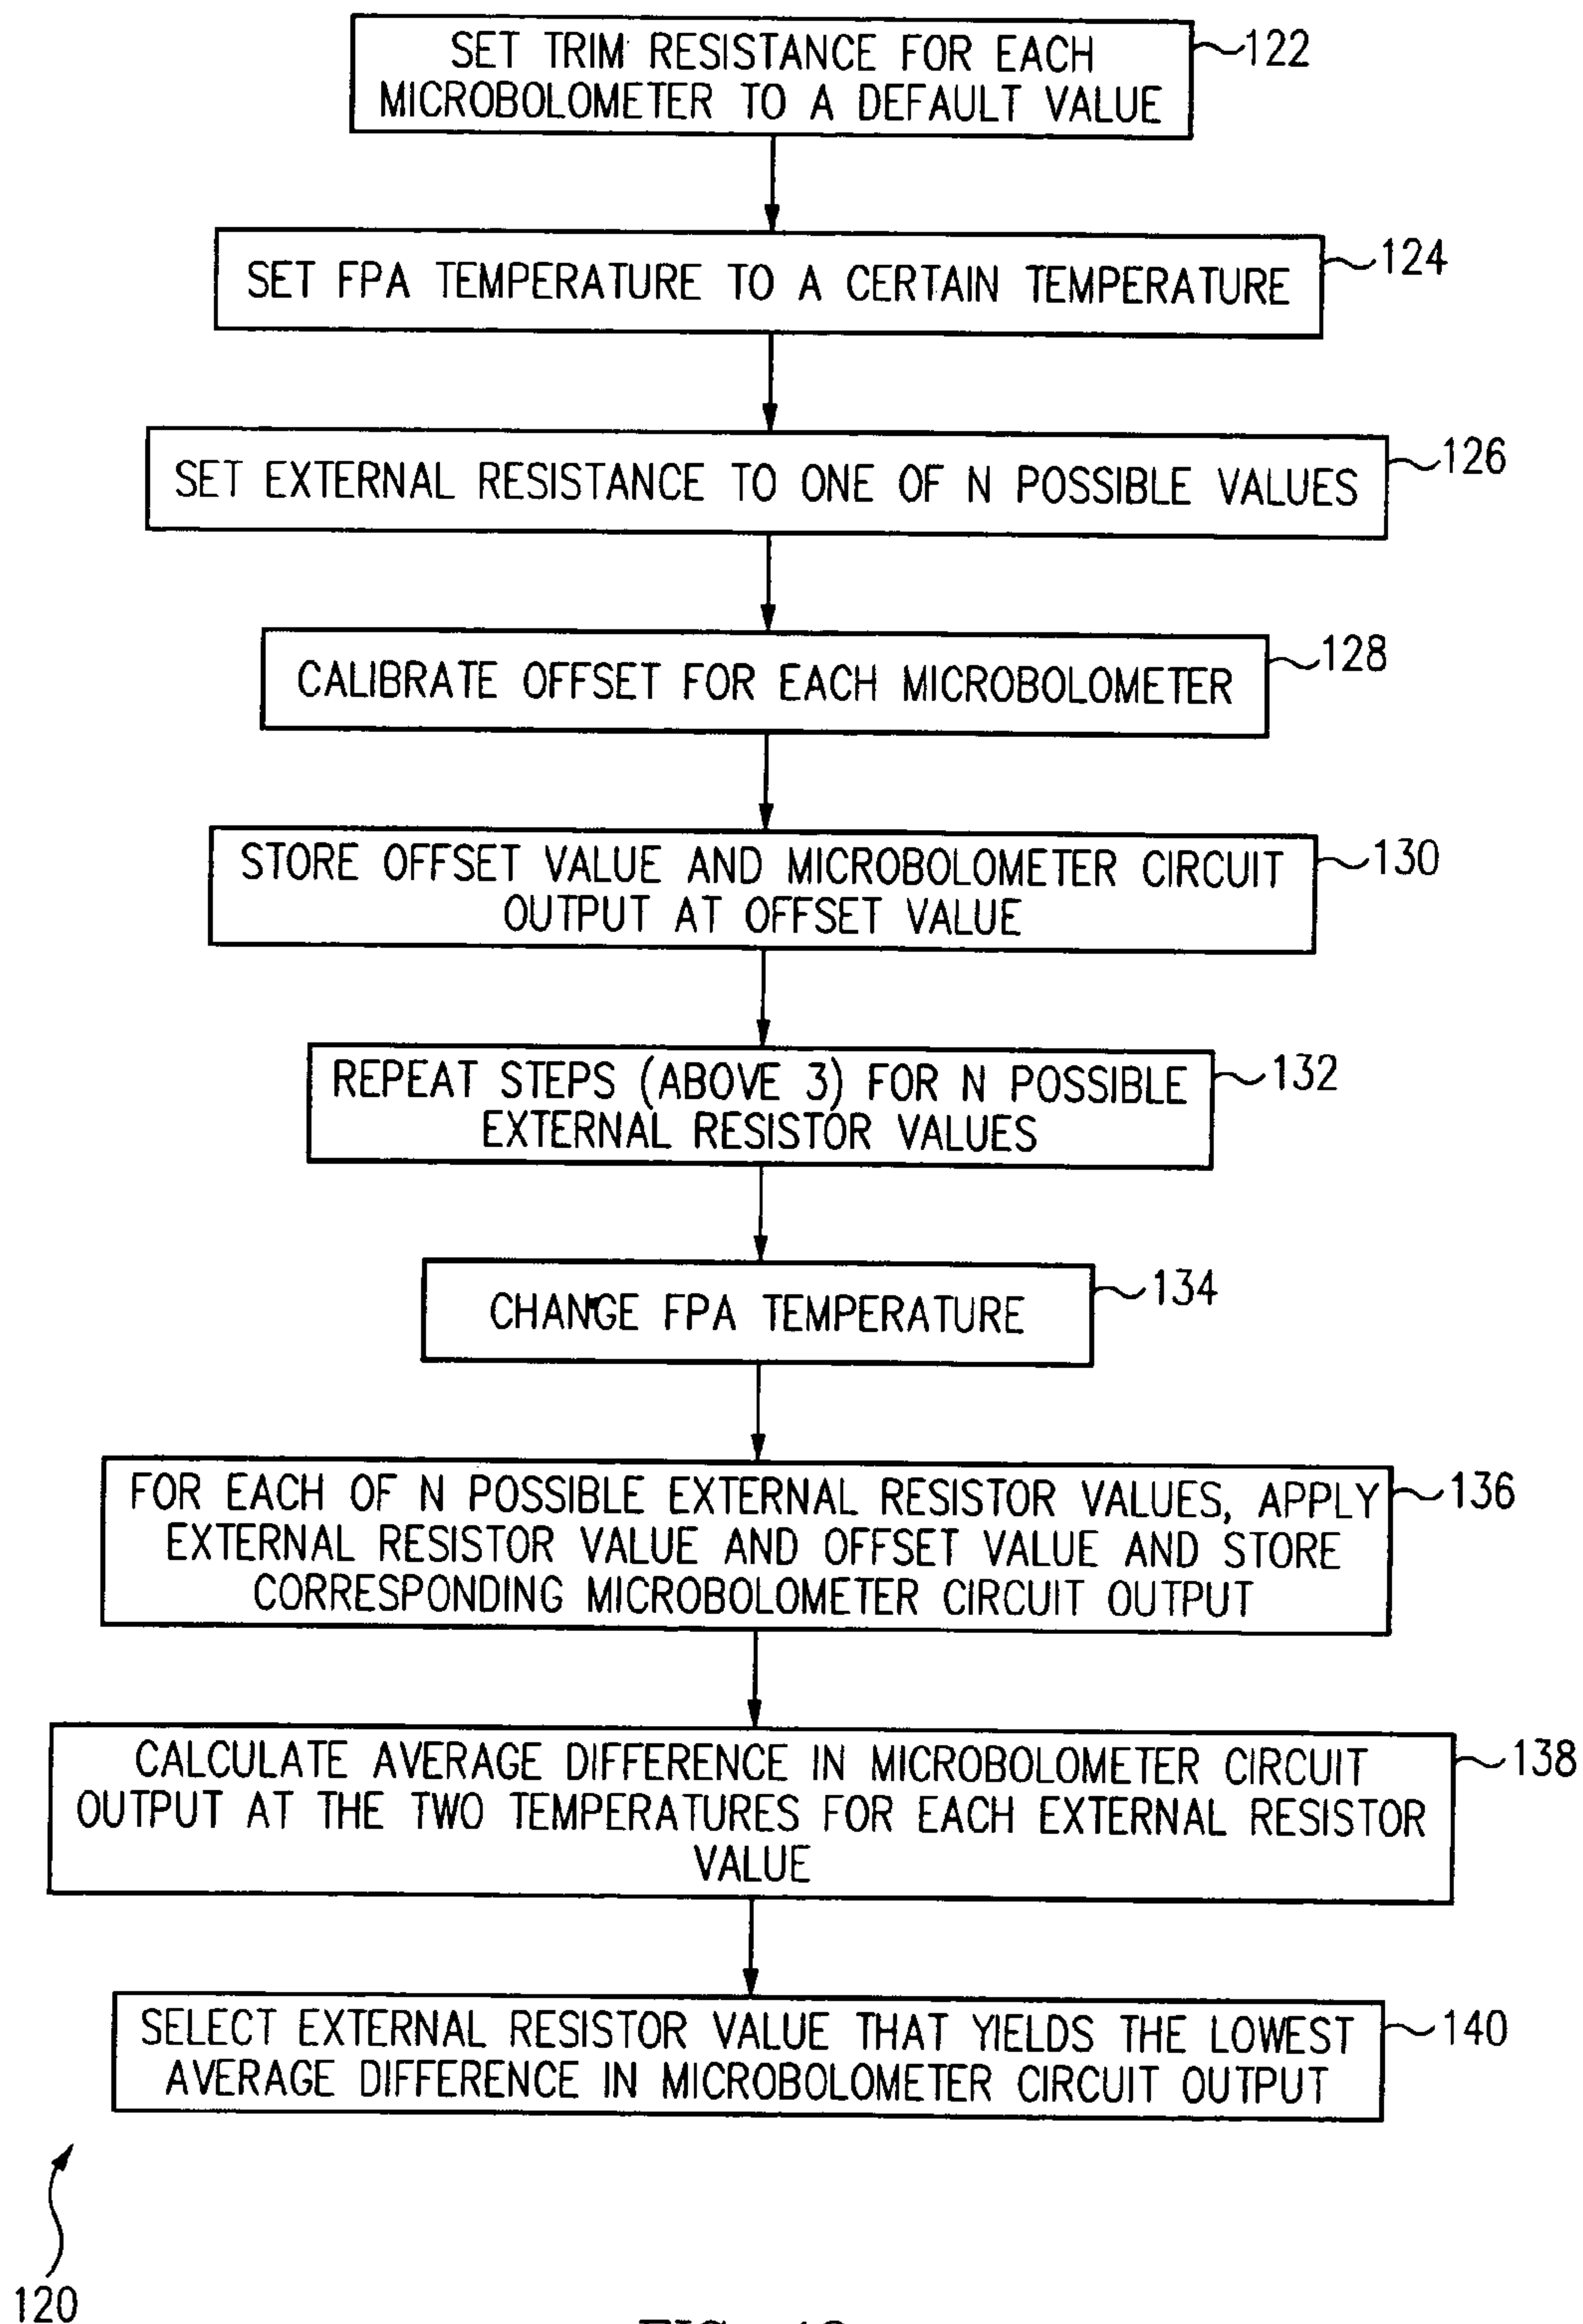 SET TRIM RESISTANCE FOR EACH
MICROBOLOMETER TO A DEFAULT VALUE
122
SET FPA TEMPERATURE TO A CERTAIN TEMPERATURE
124
SET EXTERNAL RESISTANCE TO ONE OF N POSSIBLE VALUES
126
CALIBRATE OFFSET FOR EACH MICROBOLOMETER
128
STORE OFFSET VALUE AND MICROBOLOMETER CIRCUIT
OUTPUT AT OFFSET VALUE
130
REPEAT STEPS (ABOVE 3) FOR N POSSIBLE
EXTERNAL RESISTOR VALUES
132
CHANGE FPA TEMPERATURE
134
FOR EACH OF N POSSIBLE EXTERNAL RESISTOR VALUES, APPLY
EXTERNAL RESISTOR VALUE AND OFFSET VALUE AND STORE
CORRESPONDING MICROBOLOMETER CIRCUIT OUTPUT
136
CALCULATE AVERAGE DIFFERENCE IN MICROBOLOMETER CIRCUIT
OUTPUT AT THE TWO TEMPERATURES FOR EACH EXTERNAL RESISTOR
VALUE
138
SELECT EXTERNAL RESISTOR VALUE THAT YIELDS THE LOWEST
AVERAGE DIFFERENCE IN MICROBOLOMETER CIRCUIT OUTPUT
140
120